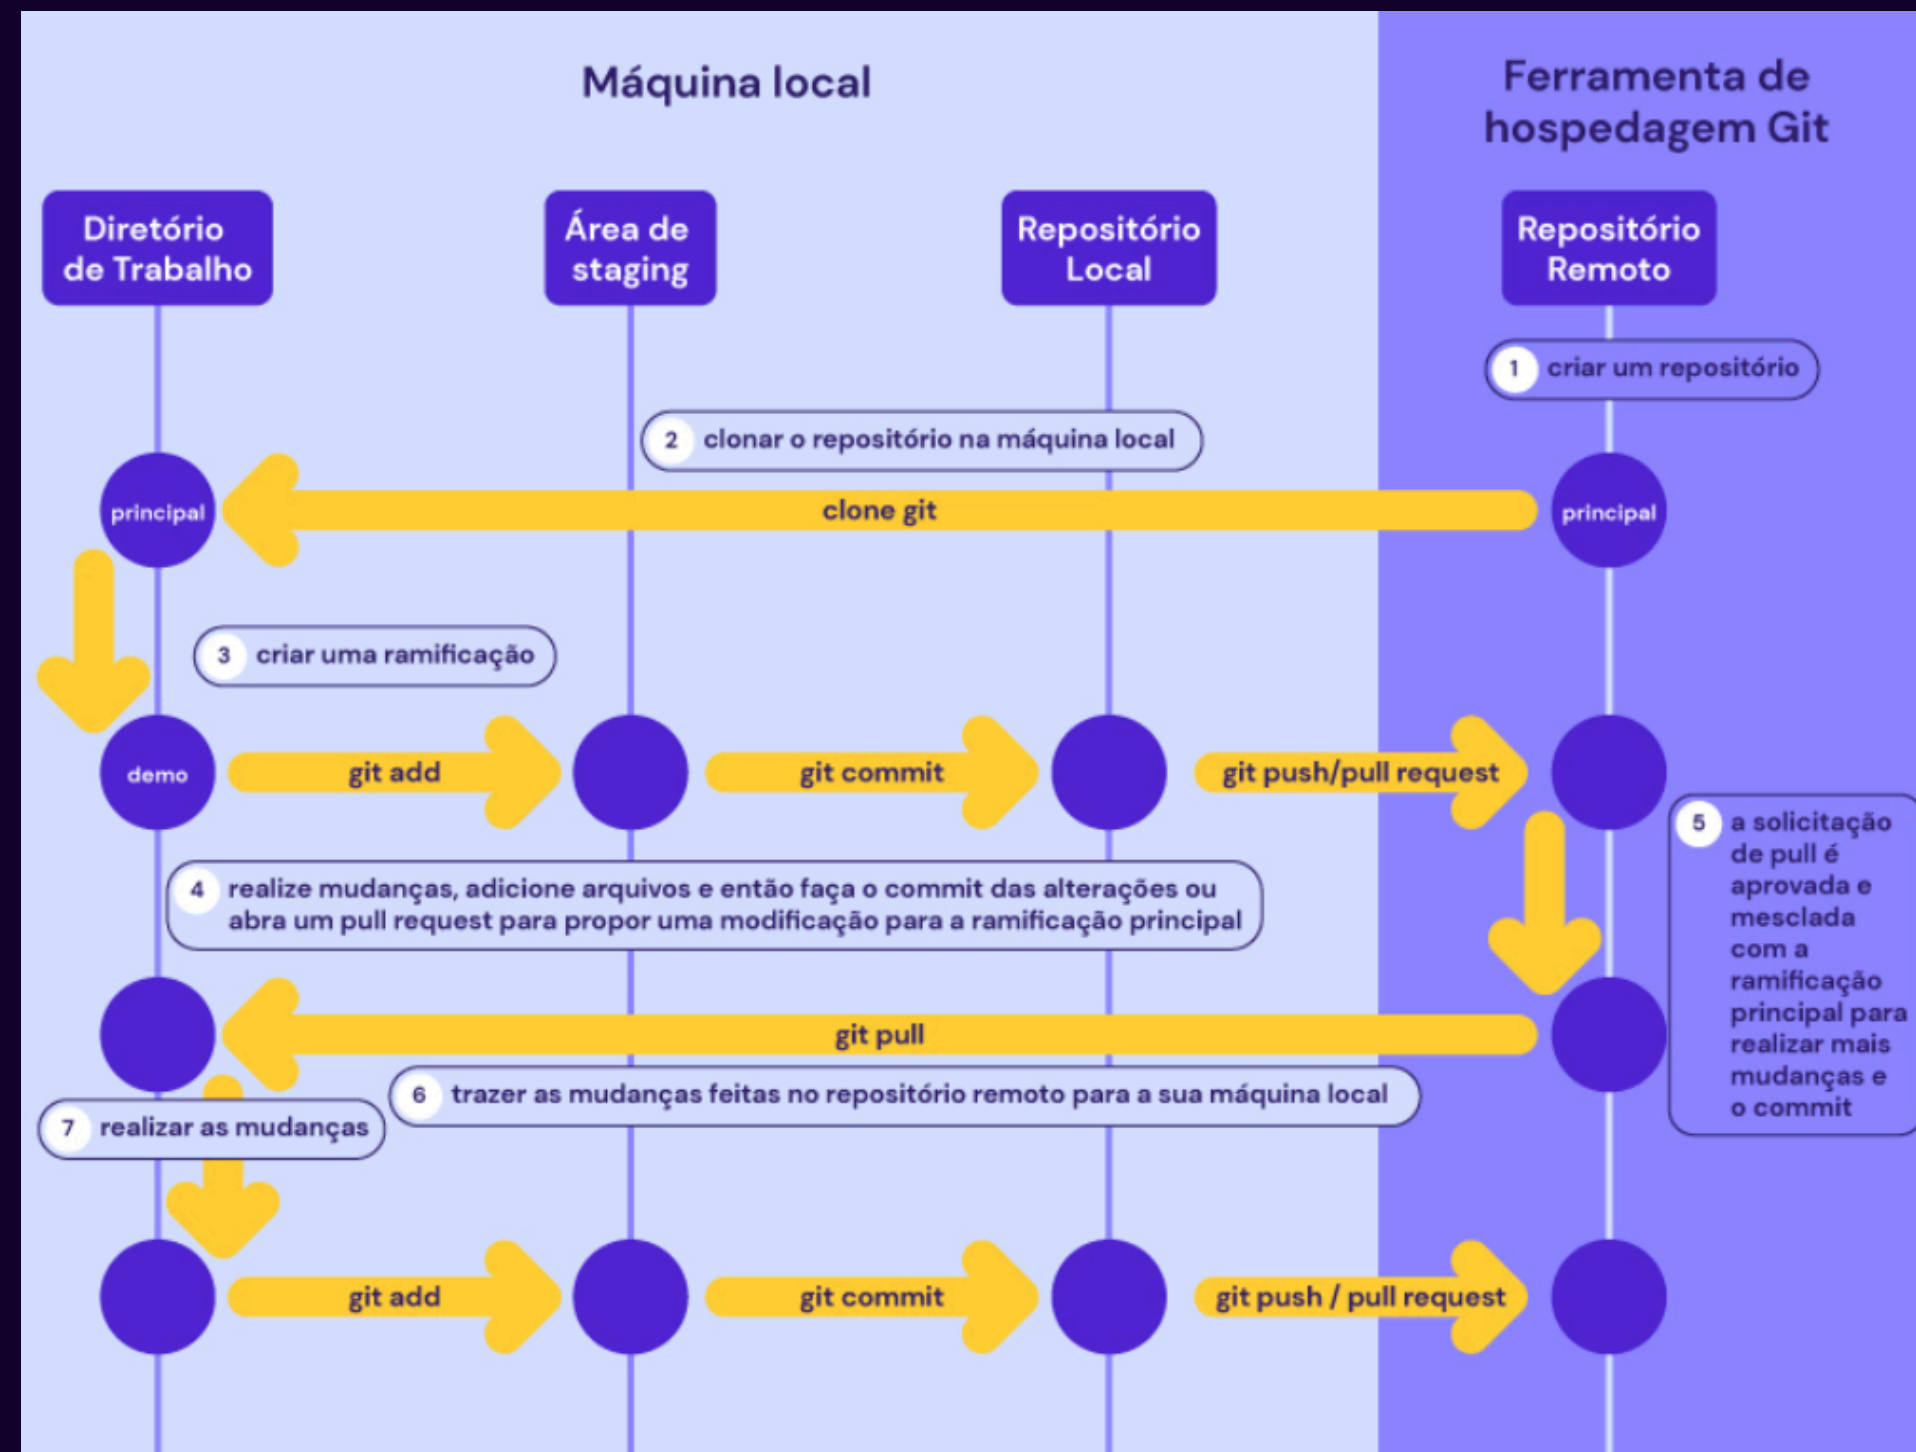 Máquina local
Ferramenta de
hospedagem Git
Diretório
de Trabalho
Área de
staging
Repositório
Local
Repositório
Remoto
1 criar um repositório
2 clonar o repositório na máquina local
principal
clone git
principal
3 criar uma ramificação
demo
git add
git commit
git push/pull request
4 realize mudanças, adicione arquivos e então faça o commit das alterações ou
abra um pull request para propor uma modificação para a ramificação principal
5 a solicitação
de pull é
aprovada e
mesclada
com a
ramificação
principal para
realizar mais
mudanças e
o commit
git pull
6 trazer as mudanças feitas no repositório remoto para a sua máquina local
7 realizar as mudanças
git add
git commit
git push / pull request